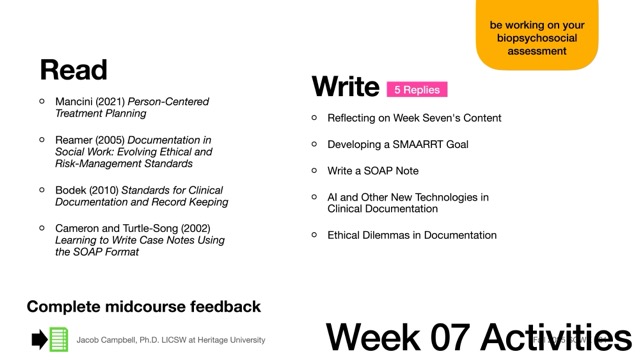 be working on your
biopsychosocial
assessment
Read
Mancini (2021) Person-Centered
Treatment Planning
Reamer (2005) Documentation in
Social Work: Evolving Ethical and
Risk-Management Standards
Bodek (2010) Standards for Clinical
Documentation and Record Keeping
Cameron and Turtle-Song (2002)
Learning to Write Case Notes Using
the SOAP Format
Write
5 Replies
Reflecting on Week Seven's Content
Developing a SMAARRT Goal
Write a SOAP Note
AI and Other New Technologies in
Clinical Documentation
Ethical Dilemmas in Documentation
Complete midcourse feedback
Jacob Campbell, Ph.D. LICSW at Heritage University
Week 07 Activities